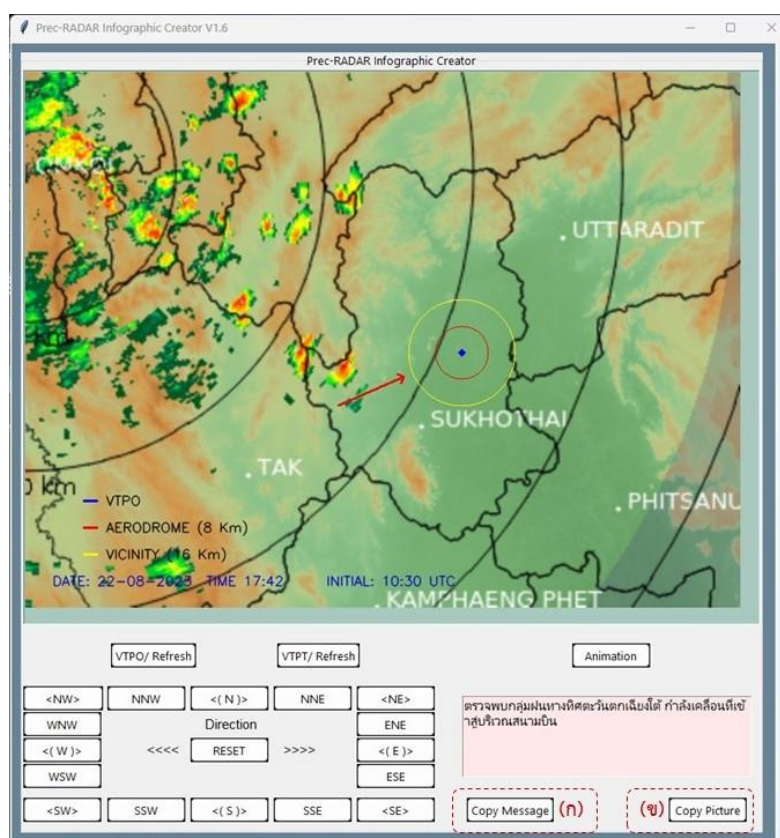 Prec-RADAR Infographic Creator V1.6
Prec-RADAR Infographic Creator
UTTARADIT
SUKHOTHAI
TAK
km
PHITSANU
VTPO
AERODROME (8 Km)
VICINITY (16 Km)
DATE: 22-08-2023 TIME 17:42 INITIAL: 10:30 UTC
KAMPHAENG PHET
VTPO/ Refresh VTPT/ Refresh Animation
<NW> NNW <( N )> NNE <NE>
WNW Direction ENE
<( W )> <<<< RESET >>>> <( E )>
WSW ESE
<SW> SSW <( S )> SSE <SE>
ตรวจพบกลุ่มฝนทางทิศตะวันตกเฉียงใต้ กำลังเคลื่อนที่เข้
าสู่บริเวณสนามบิน
Copy Message (ก) (ข) Copy Picture